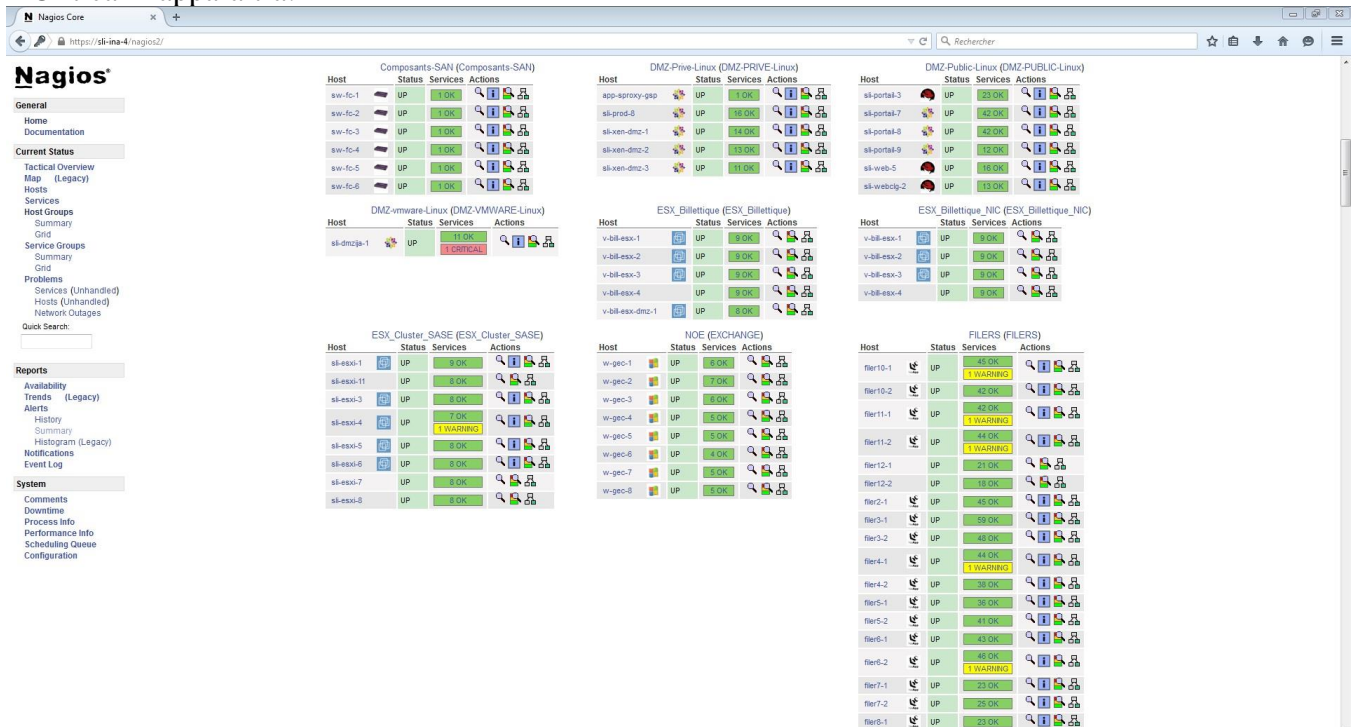 Nagios Core
https://sli-ina-4/nagios2/
Rechercher
Nagios®
General
Home
Documentation
Current Status
Tactical Overview
Map (Legacy)
Hosts
Services
Host Groups
Summary
Grid
Service Groups
Summary
Grid
Problems
Services (Unhandled)
Hosts (Unhandled)
Network Outages
Quick Search:
Reports
Availability
Trends (Legacy)
Alerts
History
Summary
Histogram (Legacy)
Notifications
Event Log
System
Comments
Downtime
Process Info
Performance Info
Scheduling Queue
Configuration
Composants-SAN (Composants-SAN)
Host Status Services Actions
sw-fc-1 UP 1 OK
sw-fc-2 UP 1 OK
sw-fc-3 UP 1 OK
sw-fc-4 UP 1 OK
sw-fc-5 UP 1 OK
sw-fc-6 UP 1 OK
DMZ-Prive-Linux (DMZ-PRIVE-Linux)
Host Status Services Actions
app-sproxy-gsp UP 1 OK
sli-prod-8 UP 16 OK
sli-xen-dmz-1 UP 14 OK
sli-xen-dmz-2 UP 13 OK
sli-xen-dmz-3 UP 11 OK
DMZ-Public-Linux (DMZ-PUBLIC-Linux)
Host Status Services Actions
sli-portail-3 UP 23 OK
sli-portail-7 UP 42 OK
sli-portail-8 UP 42 OK
sli-portail-9 UP 12 OK
sli-web-5 UP 16 OK
sli-webcig-2 UP 13 OK
DMZ-vmware-Linux (DMZ-VMWARE-Linux)
Host Status Services Actions
sli-dmzija-1 UP 11 OK
1 CRITICAL
ESX_Billettique (ESX_Billettique)
Host Status Services Actions
v-bill-esx-1 UP 9 OK
v-bill-esx-2 UP 9 OK
v-bill-esx-3 UP 9 OK
v-bill-esx-4 UP 9 OK
v-bill-esx-dmz-1 UP 8 OK
ESX_Billettique_NIC (ESX_Billettique_NIC)
Host Status Services Actions
v-bill-esx-1 UP 9 OK
v-bill-esx-2 UP 9 OK
v-bill-esx-3 UP 9 OK
v-bill-esx-4 UP 9 OK
ESX_Cluster_SASE (ESX_Cluster_SASE)
Host Status Services Actions
sli-esxi-1 UP 9 OK
sli-esxi-11 UP 8 OK
sli-esxi-3 UP 8 OK
sli-esxi-4 UP 7 OK
1 WARNING
sli-esxi-5 UP 8 OK
sli-esxi-6 UP 8 OK
sli-esxi-7 UP 8 OK
sli-esxi-8 UP 8 OK
NOE (EXCHANGE)
Host Status Services Actions
w-gec-1 UP 6 OK
w-gec-2 UP 7 OK
w-gec-3 UP 6 OK
w-gec-4 UP 5 OK
w-gec-5 UP 5 OK
w-gec-6 UP 4 OK
w-gec-7 UP 5 OK
w-gec-8 UP 5 OK
FILERS (FILERS)
Host Status Services Actions
filer10-1 UP 45 OK
1 WARNING
filer10-2 UP 42 OK
filer11-1 UP 42 OK
1 WARNING
filer11-2 UP 44 OK
1 WARNING
filer12-1 UP 21 OK
filer12-2 UP 18 OK
filer2-1 UP 45 OK
filer3-1 UP 59 OK
filer3-2 UP 48 OK
filer4-1 UP 44 OK
1 WARNING
filer4-2 UP 38 OK
filer5-1 UP 36 OK
filer5-2 UP 41 OK
filer6-1 UP 43 OK
filer6-2 UP 46 OK
1 WARNING
filer7-1 UP 23 OK
filer7-2 UP 25 OK
filer8-1 UP 23 OK